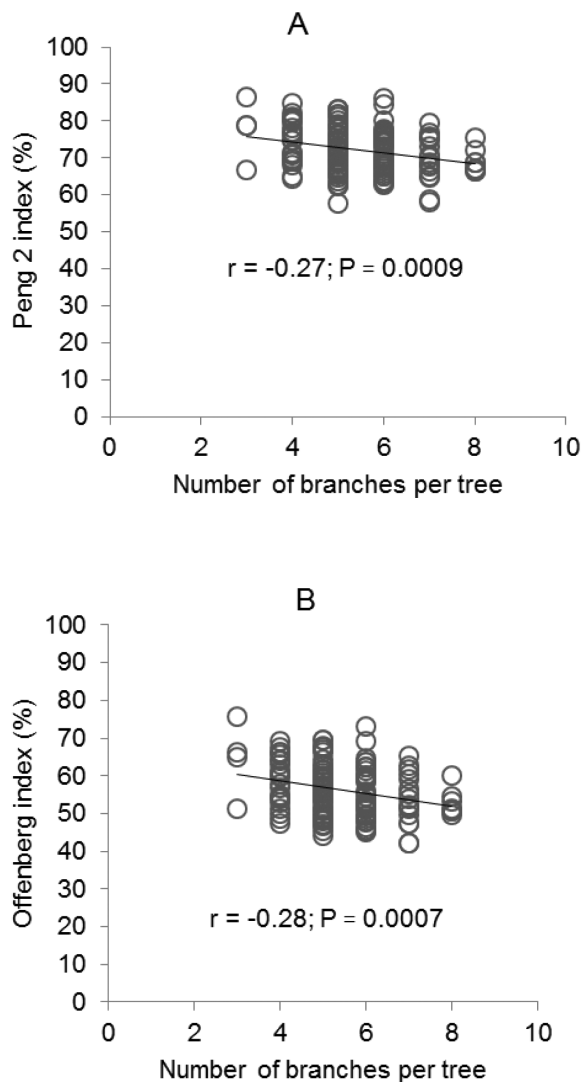 A
100
90
80
70
60
50
40
30
20
10
0
Peng 2 index (%)
r = -0.27; P = 0.0009
0 2 4 6 8 10
Number of branches per tree
B
100
90
80
70
60
50
40
30
20
10
0
Offenberg index (%)
r = -0.28; P = 0.0007
0 2 4 6 8 10
Number of branches per tree